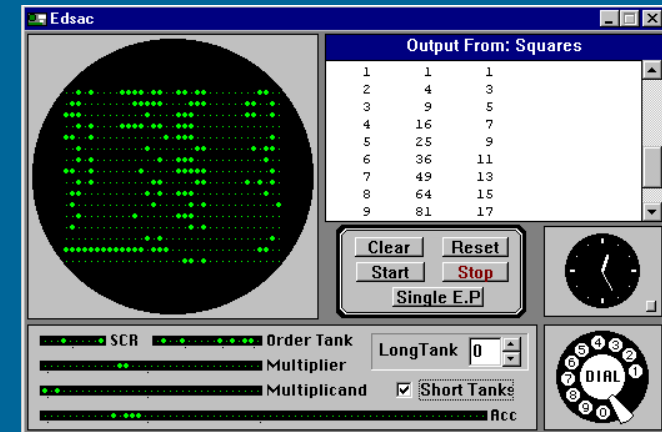 Edsac
Output From: Squares
1 1 1
2 4 3
3 9 5
4 16 7
5 25 9
6 36 11
7 49 13
8 64 15
9 81 17
Clear Reset
Start Stop
Single E.P
SCR Order Tank
Multiplier
Multiplicand
Acc
LongTank 0
Short Tanks
1
2
3
4
5
6
7
8
9
0
DIAL